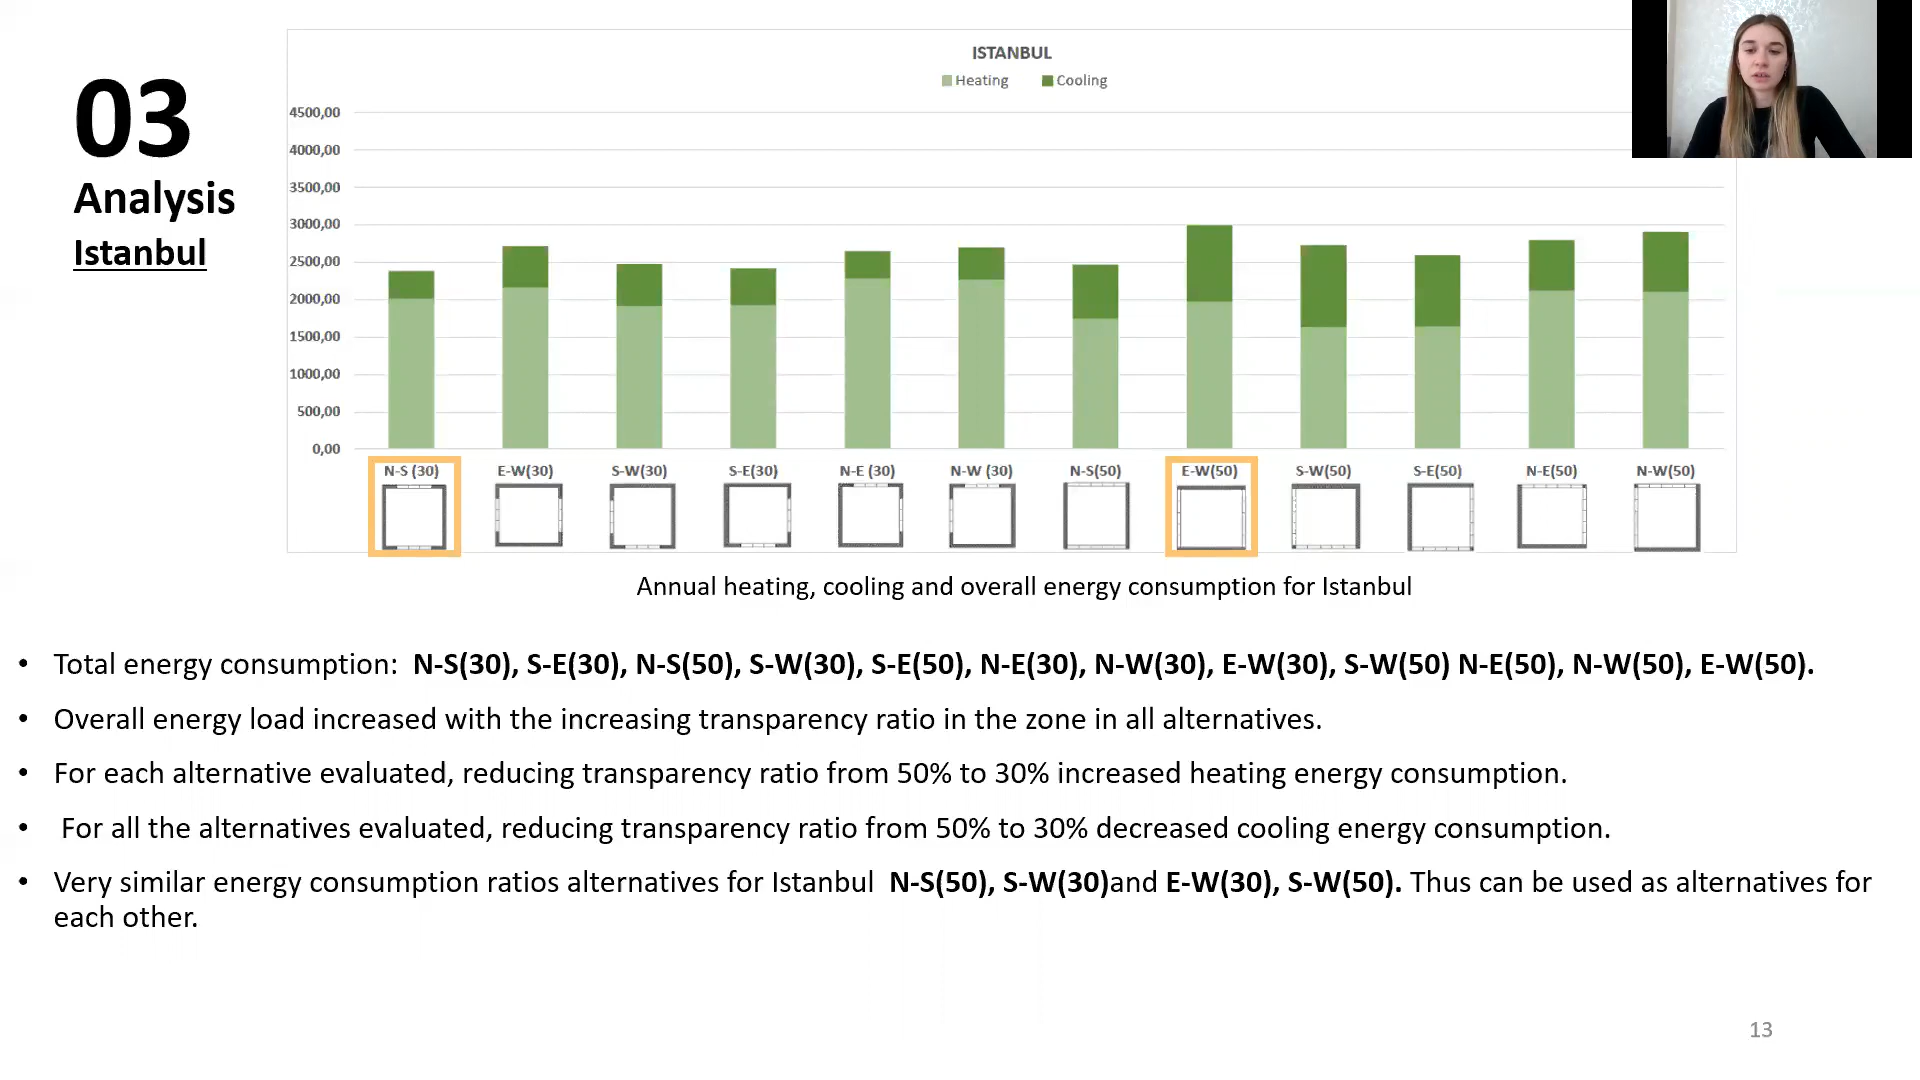 03
Analysis
Istanbul
ISTANBUL
Heating Cooling
4500,00
4000,00
3500,00
3000,00
2500,00
2000,00
1500,00
1000,00
500,00
0,00
N-S (30) E-W(30) S-W(30) S-E(30) N-E (30) N-W (30) N-S(50) E-W(50) S-W(50) S-E(50) N-E(50) N-W(50)
Annual heating, cooling and overall energy consumption for Istanbul
• Total energy consumption: N-S(30), S-E(30), N-S(50), S-W(30), S-E(50), N-E(30), N-W(30), E-W(30), S-W(50) N-E(50), N-W(50), E-W(50).
• Overall energy load increased with the increasing transparency ratio in the zone in all alternatives.
• For each alternative evaluated, reducing transparency ratio from 50% to 30% increased heating energy consumption.
• For all the alternatives evaluated, reducing transparency ratio from 50% to 30% decreased cooling energy consumption.
• Very similar energy consumption ratios alternatives for Istanbul N-S(50), S-W(30)and E-W(30), S-W(50). Thus can be used as alternatives for
each other.
13